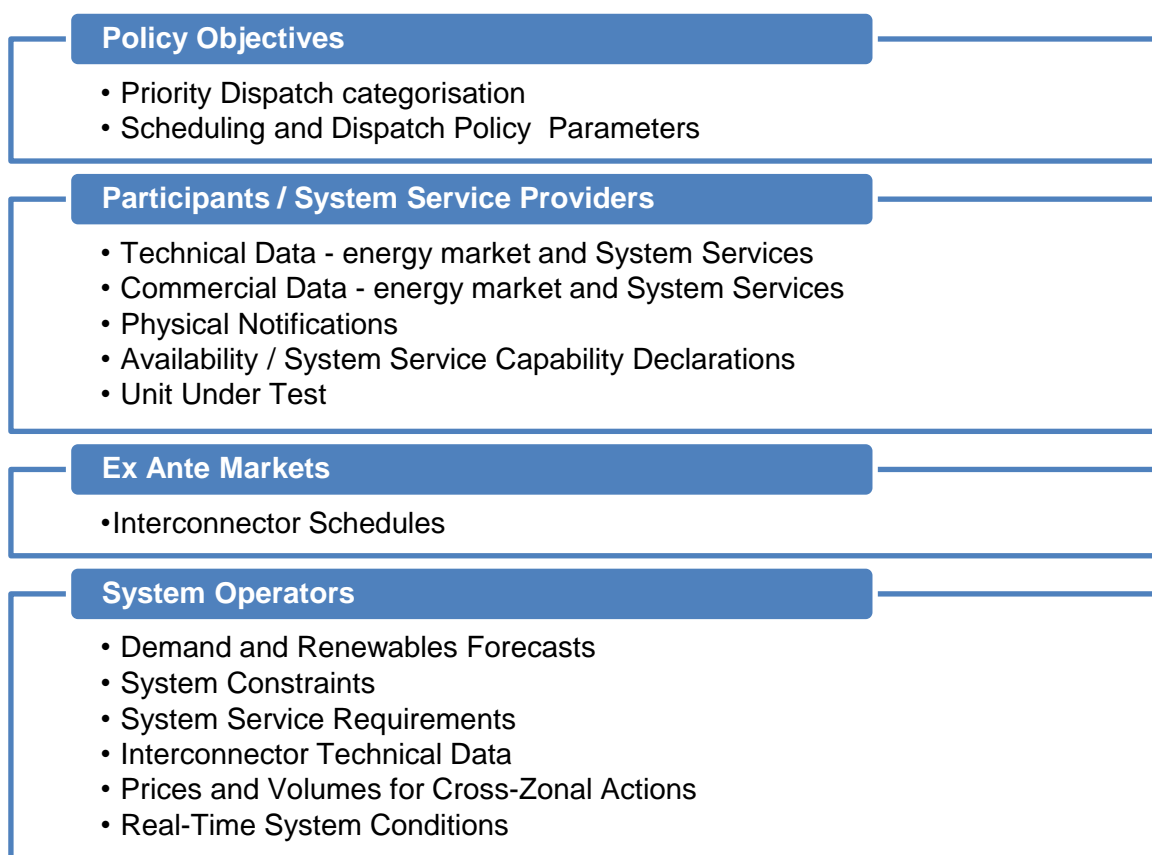 Policy Objectives
• Priority Dispatch categorisation
• Scheduling and Dispatch Policy  Parameters
Participants / System Service Providers
• Technical Data - energy market and System Services
• Commercial Data - energy market and System Services
• Physical Notifications
• Availability / System Service Capability Declarations
• Unit Under Test
Ex Ante Markets
•Interconnector Schedules
System Operators
• Demand and Renewables Forecasts
• System Constraints
• System Service Requirements
• Interconnector Technical Data
• Prices and Volumes for Cross-Zonal Actions
• Real-Time System Conditions